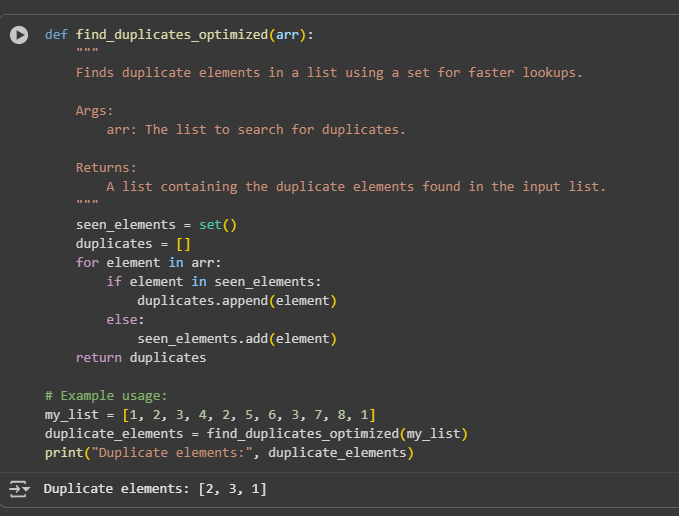 def find_duplicates_optimized(arr):
    """
    Finds duplicate elements in a list using a set for faster lookups.

    Args:
        arr: The list to search for duplicates.

    Returns:
        A list containing the duplicate elements found in the input list.
    """
    seen_elements = set()
    duplicates = []
    for element in arr:
        if element in seen_elements:
            duplicates.append(element)
        else:
            seen_elements.add(element)
    return duplicates

# Example usage:
my_list = [1, 2, 3, 4, 2, 5, 6, 3, 7, 8, 1]
duplicate_elements = find_duplicates_optimized(my_list)
print("Duplicate elements:", duplicate_elements)
Duplicate elements: [2, 3, 1]